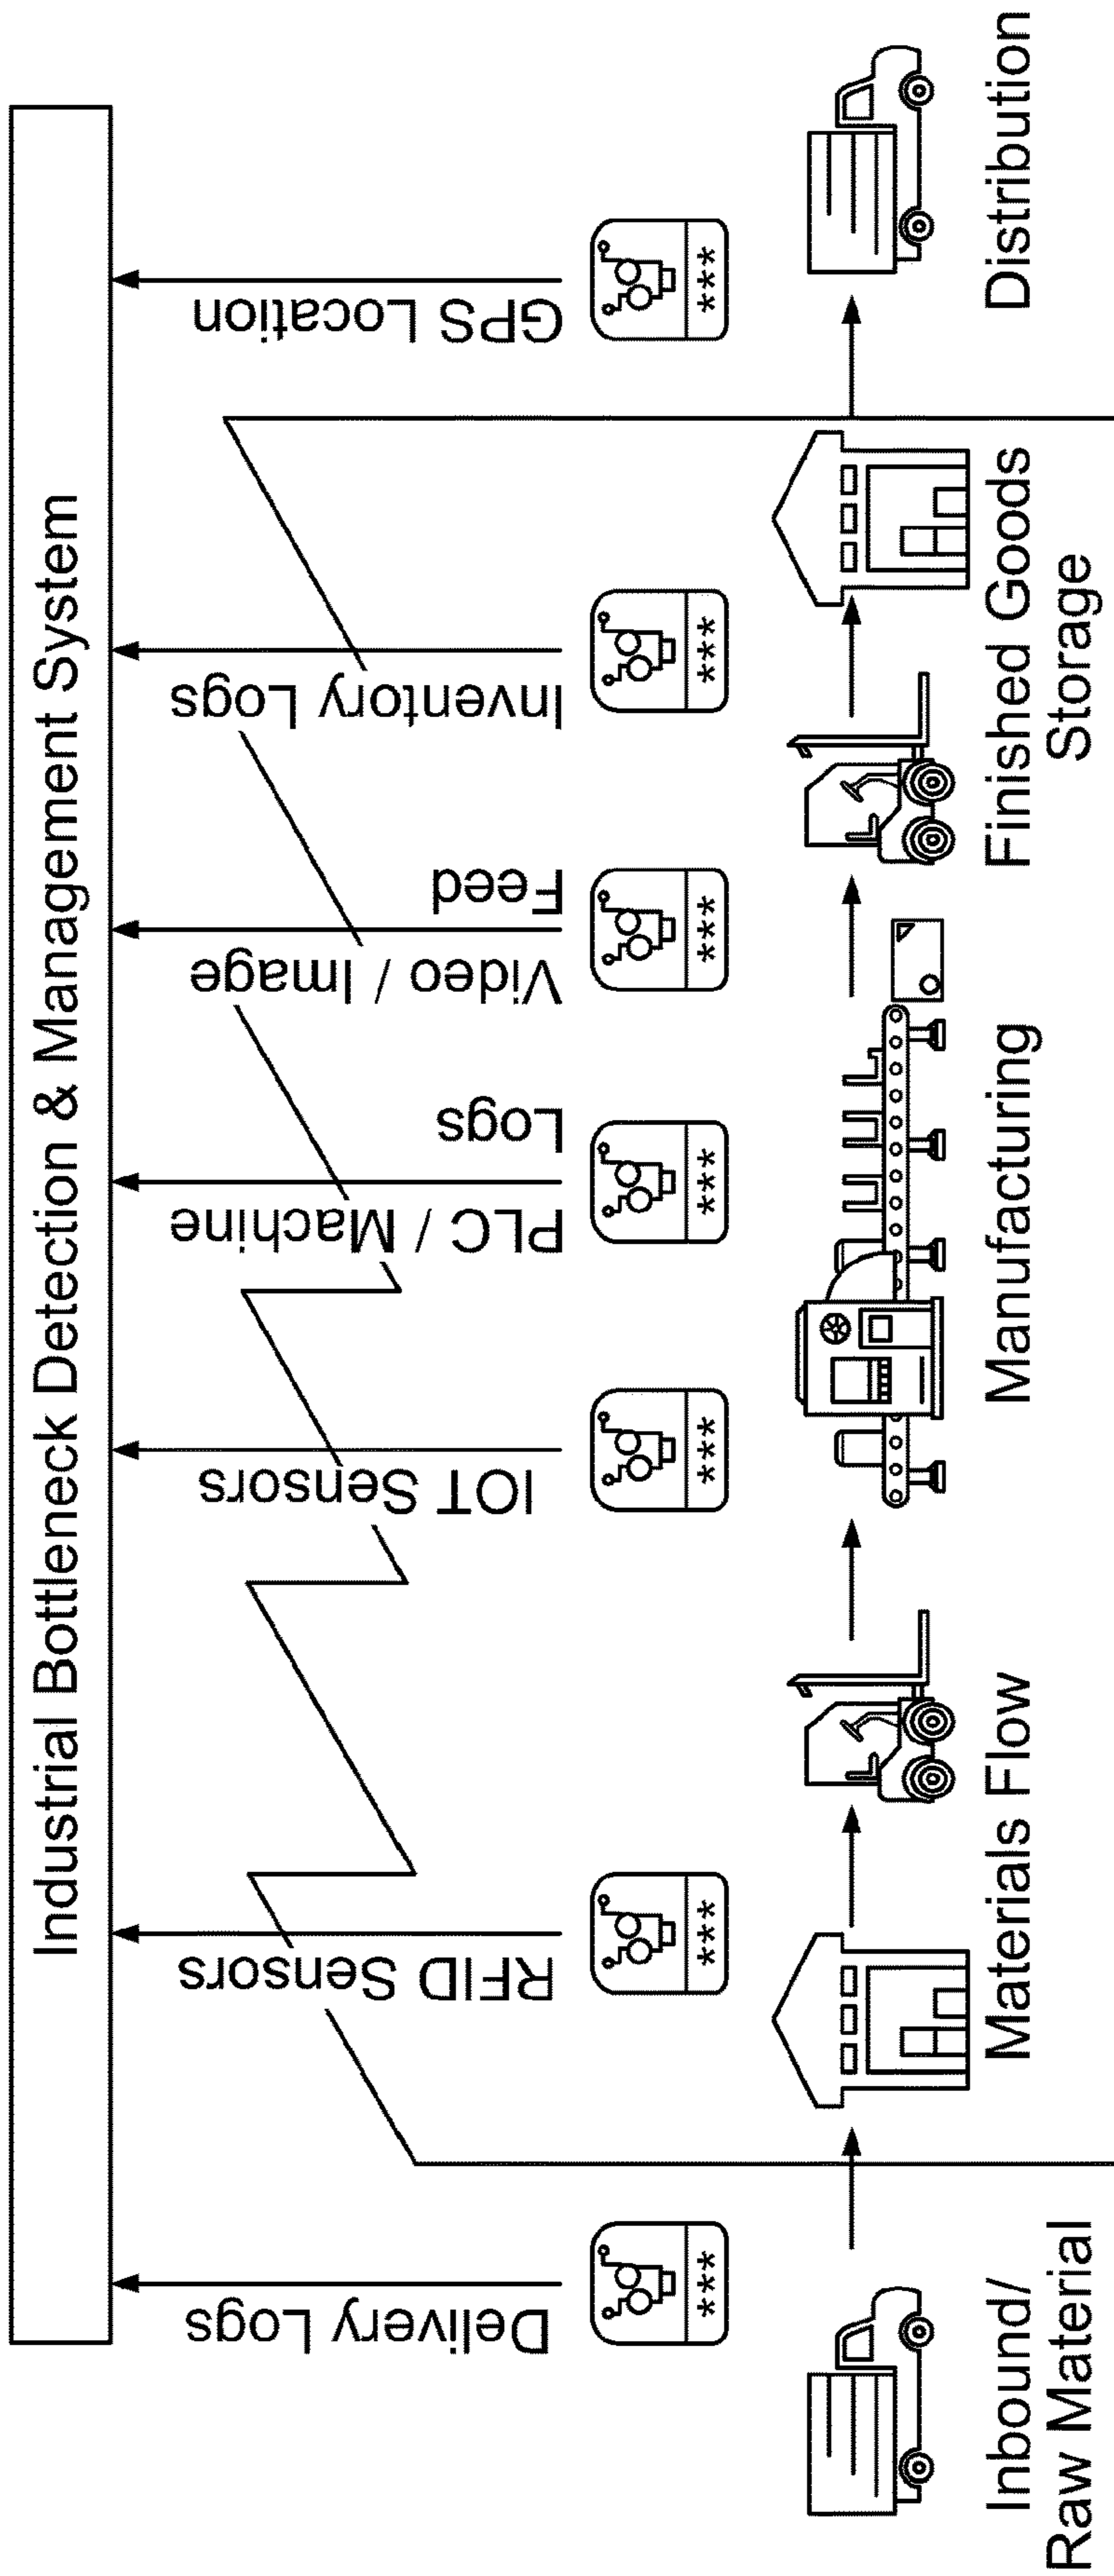 Industrial Bottleneck Detection & Management System
Delivery Logs
RFID Sensors
IOT Sensors
PLC / Machine
Logs
Video / Image
Feed
Inventory Logs
GPS Location
***
***
***
***
***
***
***
Inbound/
Raw Material
Materials Flow
Manufacturing
Finished Goods
Storage
Distribution